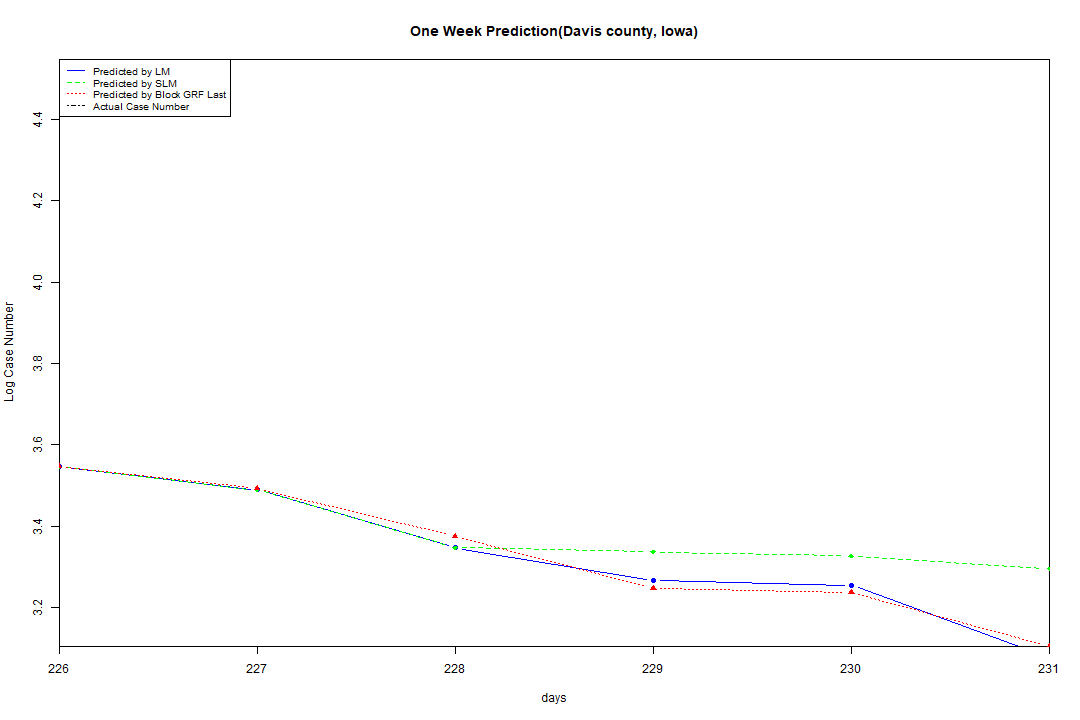 One Week Prediction(Davis county, Iowa)
Predicted by LM
Predicted by SLM
Predicted by Block GRF Last
Actual Case Number
4.4
4.2
4.0
3.8
3.6
3.4
3.2
Log Case Number
226 227 228 229 230 231
days